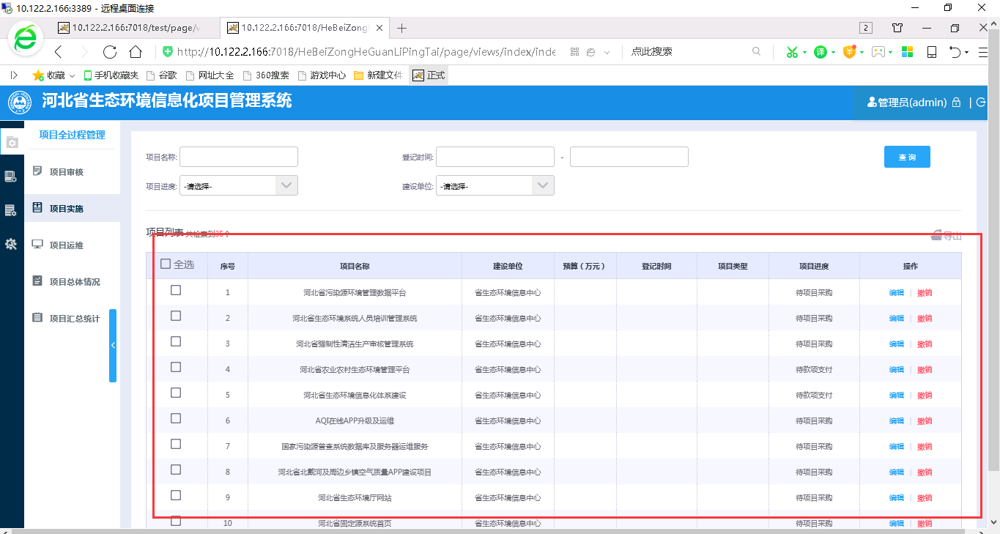 10.122.2.166:3389 - 远程桌面连接
10.122.2.166:7018/test/page/v
10.122.2.166:7018/HeBeiZong
2
http://10.122.2.166:7018/HeBeiZongHeGuanLiPingTai/page/views/index/inde
点此搜索
译
收藏 手机收藏夹 谷歌 网址大全 360搜索 游戏中心 新建文件 正式
河北省生态环境信息化项目管理系统
管理员(admin)
项目全过程管理
项目审核
项目实施
项目运维
项目总体情况
项目汇总统计
项目名称:
登记时间: -
查 询
项目进度: -请选择-
建设单位: -请选择-
项目列表 共检索到35个
导出
全选 序号 项目名称 建设单位 预算（万元） 登记时间 项目类型 项目进度 操作
1 河北省污染源环境管理数据平台 省生态环境信息中心 待项目采购 编辑 | 撤销
2 河北省生态环境系统人员培训管理系统 省生态环境信息中心 待项目采购 编辑 | 撤销
3 河北省强制性清洁生产审核管理系统 省生态环境信息中心 待项目采购 编辑 | 撤销
4 河北省农业农村生态环境管理平台 省生态环境信息中心 待款项支付 编辑 | 撤销
5 河北省生态环境信息化体系建设 省生态环境信息中心 待款项支付 编辑 | 撤销
6 AQI在线APP升级及运维 省生态环境信息中心 待项目采购 编辑 | 撤销
7 国家污染源普查系统数据库及服务器运维服务 省生态环境信息中心 待项目采购 编辑 | 撤销
8 河北省北戴河及周边乡镇空气质量APP建设项目 省生态环境信息中心 待项目采购 编辑 | 撤销
9 河北省生态环境厅网站 省生态环境信息中心 待项目采购 编辑 | 撤销
10 河北省固定源系统首页 省生态环境信息中心 待项目采购 编辑 | 撤销